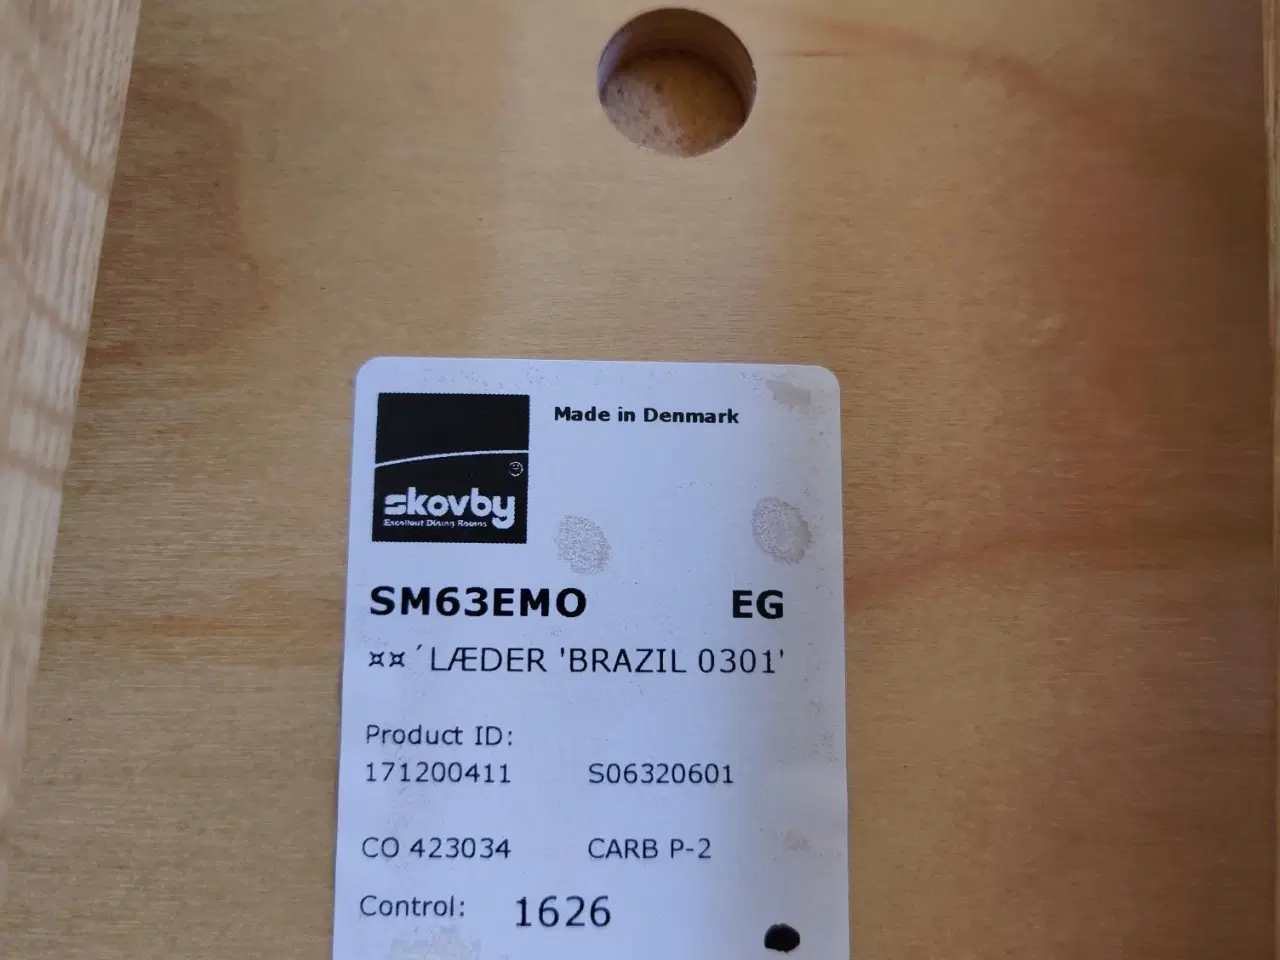 Made in Denmark
skovby
Excellent Dining Rooms
SM63EMO EG
¤¤´LÆDER 'BRAZIL 0301'
Product ID:
171200411 S06320601
CO 423034 CARB P-2
Control: 1626